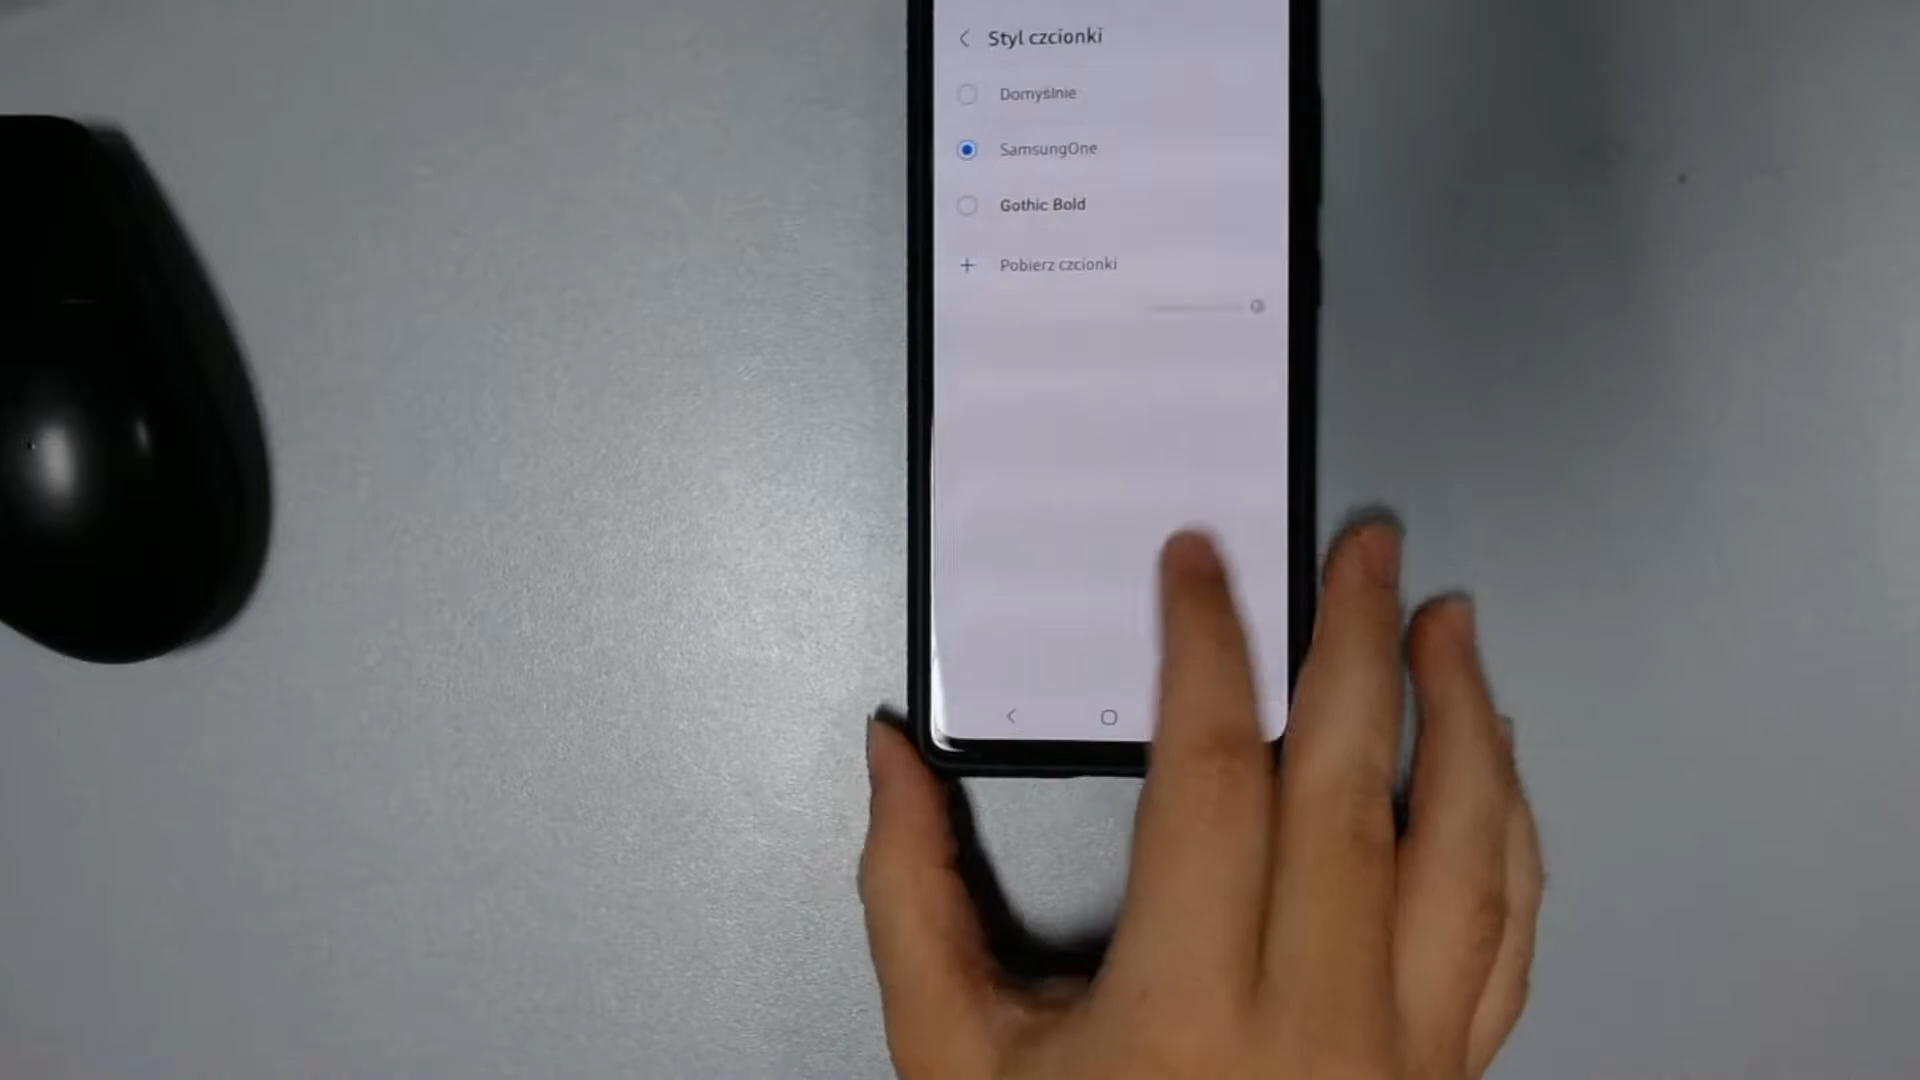 Styl czcionki
Domyślnie
SamsungOne
Gothic Bold
Pobierz czcionki